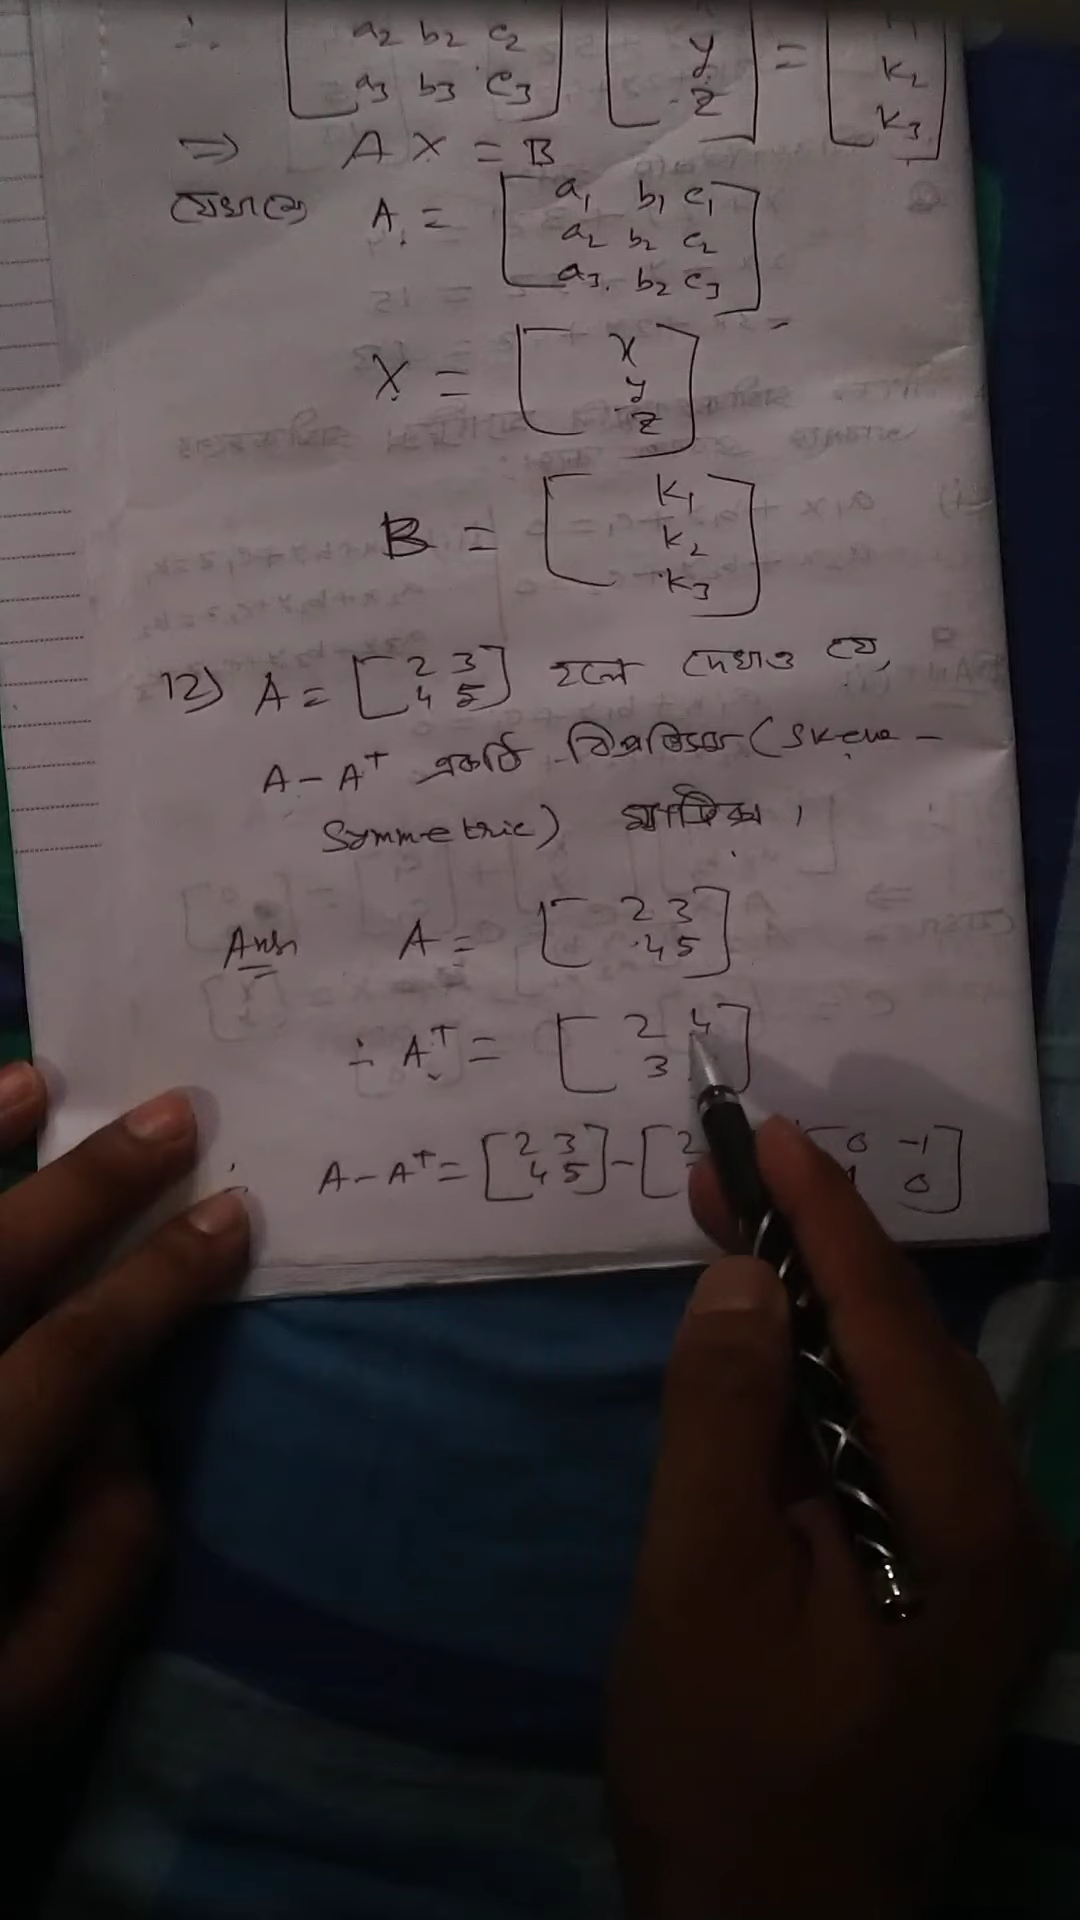 ∴ [ a2 b2 c2 ] [ y ] = [ k2 ]
a3 b3 c3 z k3
⇒ A X = B
যেখানে A = [ a1 b1 c1
a2 b2 c2
a3 b2 c3 ]
X = [ x
y
z ]
B = [ k1
k2
k3 ]
12) A = [ 2 3
4 5 ] হলে দেখাও যে,
A - A^T একটি বিপ্রতিসম (Skew -
Symmetric) ম্যাট্রিক্স।
Ans A = [ 2 3
4 5 ]
∴ A^T = [ 2 4
3 ]
∴ A - A^T = [ 2 3 ] - [ 2 [ 0 -1 ]
4 5 0